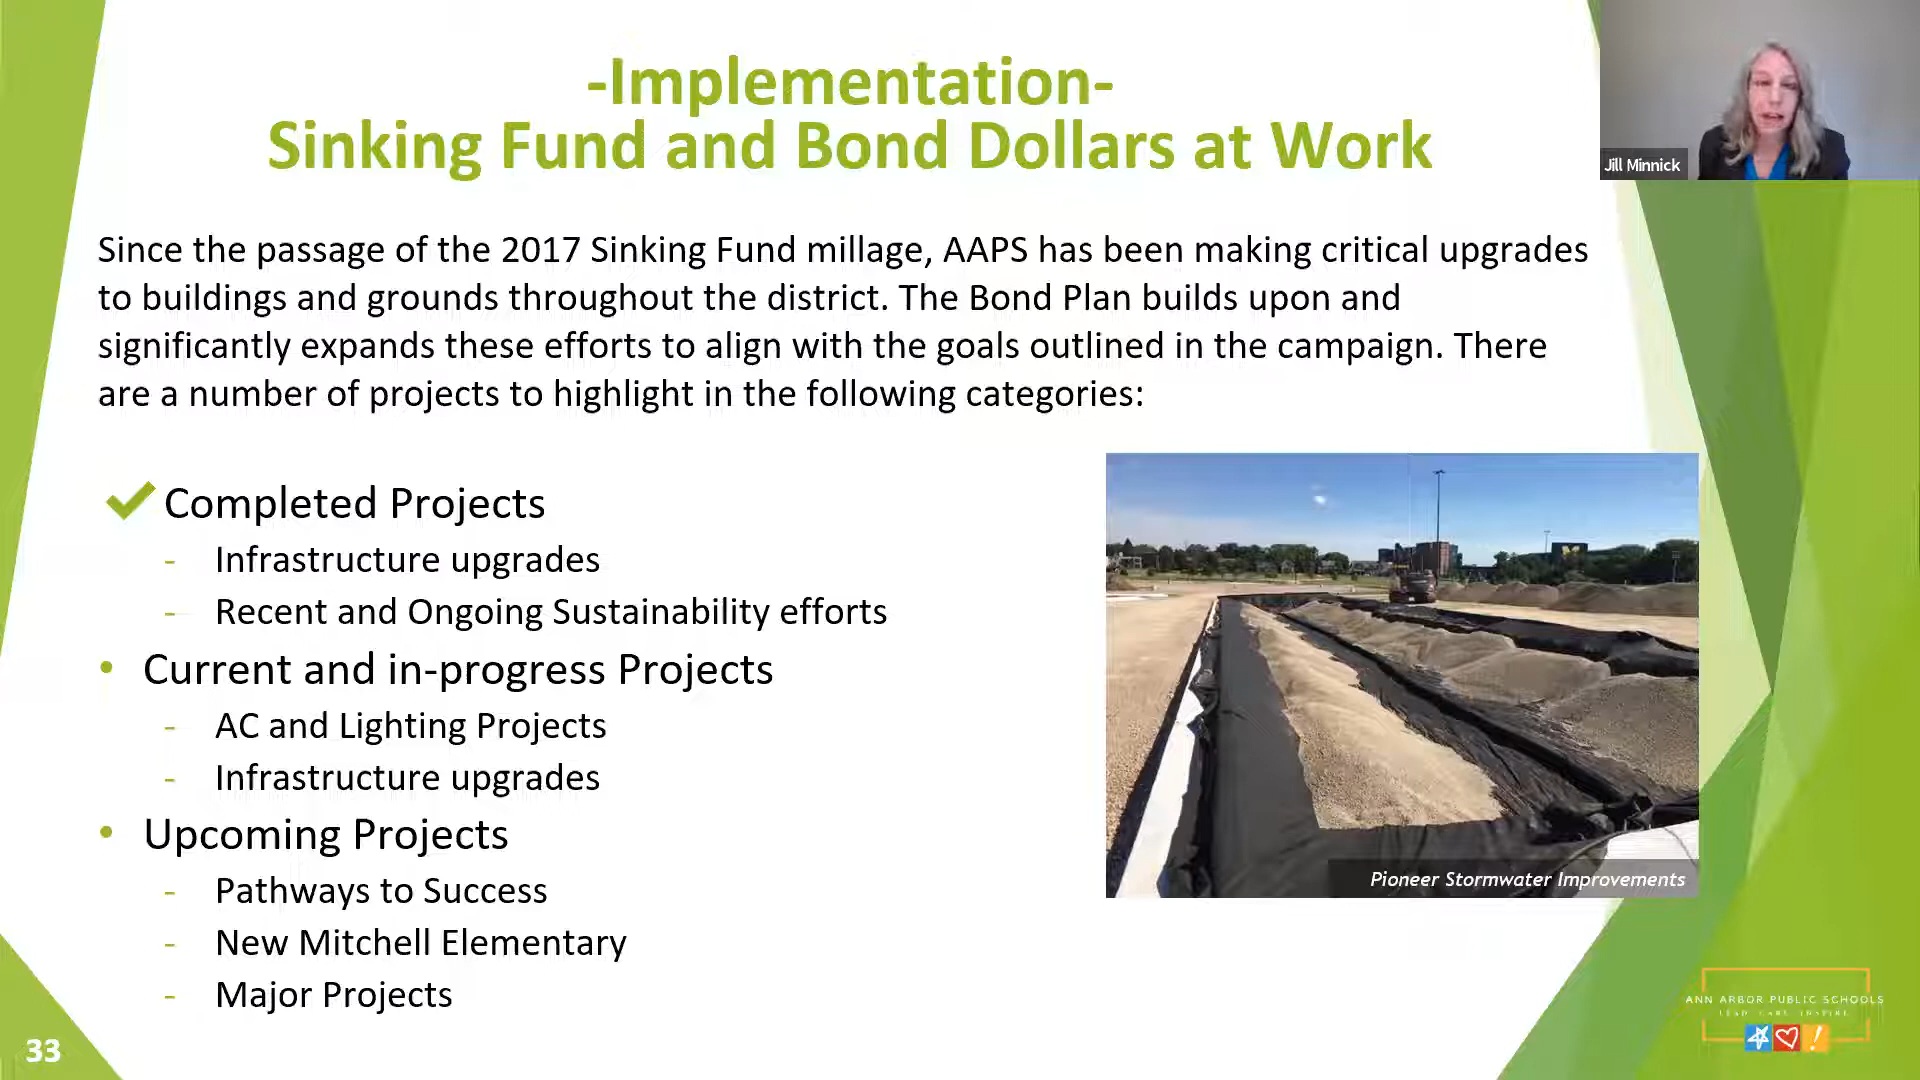 -Implementation-
Sinking Fund and Bond Dollars at Work
Jill Minnick
Since the passage of the 2017 Sinking Fund millage, AAPS has been making critical upgrades
to buildings and grounds throughout the district. The Bond Plan builds upon and
significantly expands these efforts to align with the goals outlined in the campaign. There
are a number of projects to highlight in the following categories:
Completed Projects
- Infrastructure upgrades
- Recent and Ongoing Sustainability efforts
• Current and in-progress Projects
- AC and Lighting Projects
- Infrastructure upgrades
• Upcoming Projects
- Pathways to Success
- New Mitchell Elementary
- Major Projects
Pioneer Stormwater Improvements
ANN ARBOR PUBLIC SCHOOLS
LEAD CARE INSPIRE
33